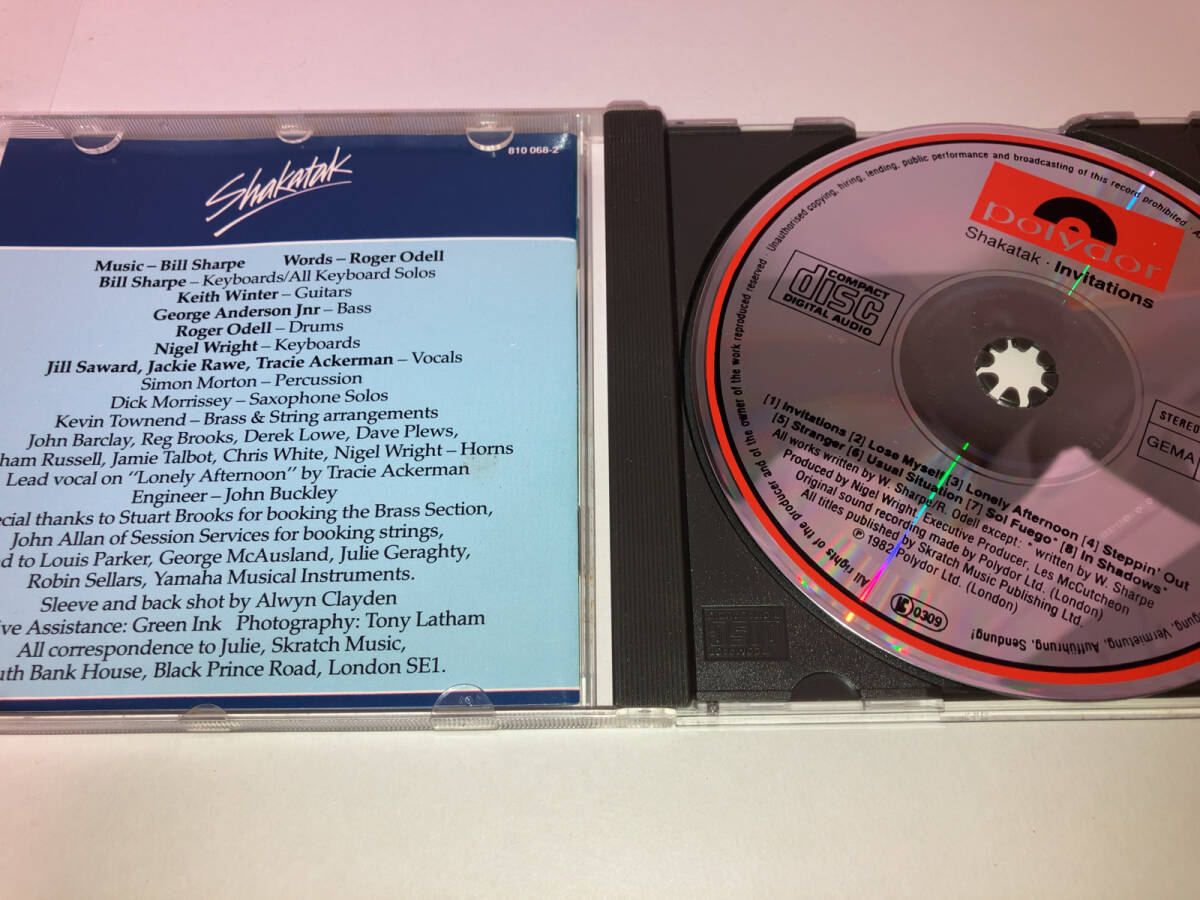 Shakatak
810 068-2
Music – Bill Sharpe Words – Roger Odell
Bill Sharpe – Keyboards/All Keyboard Solos
Keith Winter – Guitars
George Anderson Jnr – Bass
Roger Odell – Drums
Nigel Wright – Keyboards
Jill Saward, Jackie Rawe, Tracie Ackerman – Vocals
Simon Morton – Percussion
Dick Morrissey – Saxophone Solos
Kevin Townend – Brass & String arrangements
John Barclay, Reg Brooks, Derek Lowe, Dave Plews,
ham Russell, Jamie Talbot, Chris White, Nigel Wright – Horns
Lead vocal on "Lonely Afternoon" by Tracie Ackerman
Engineer – John Buckley
ecial thanks to Stuart Brooks for booking the Brass Section,
John Allan of Session Services for booking strings,
d to Louis Parker, George McAusland, Julie Geraghty,
Robin Sellars, Yamaha Musical Instruments.
Sleeve and back shot by Alwyn Clayden
ive Assistance: Green Ink Photography: Tony Latham
All correspondence to Julie, Skratch Music,
uth Bank House, Black Prince Road, London SE1.
All rights of the producer and of the owner of the work reproduced reserved · Unauthorised copying, hiring, lending, public performance and broadcasting of this record prohibited ·
polydor
Shakatak · Invitations
COMPACT
disc
DIGITAL AUDIO
STEREO
GEMA
[1] Invitations [2] Lose Myself [3] Lonely Afternoon [4] Steppin' Out
[5] Stranger [6] Usual Situation [7] Sol Fuego* [8] In Shadows*
All works written by W. Sharpe/R. Odell except: * written by W. Sharpe
Produced by Nigel Wright, Executive Producer, Les McCutcheon
Original sound recording made by Polydor Ltd. (London)
All titles published by Skratch Music Publishing Ltd.
℗ 1982 Polydor Ltd. (London)
0309
gung, Vermietung, Aufführung, Sendung!